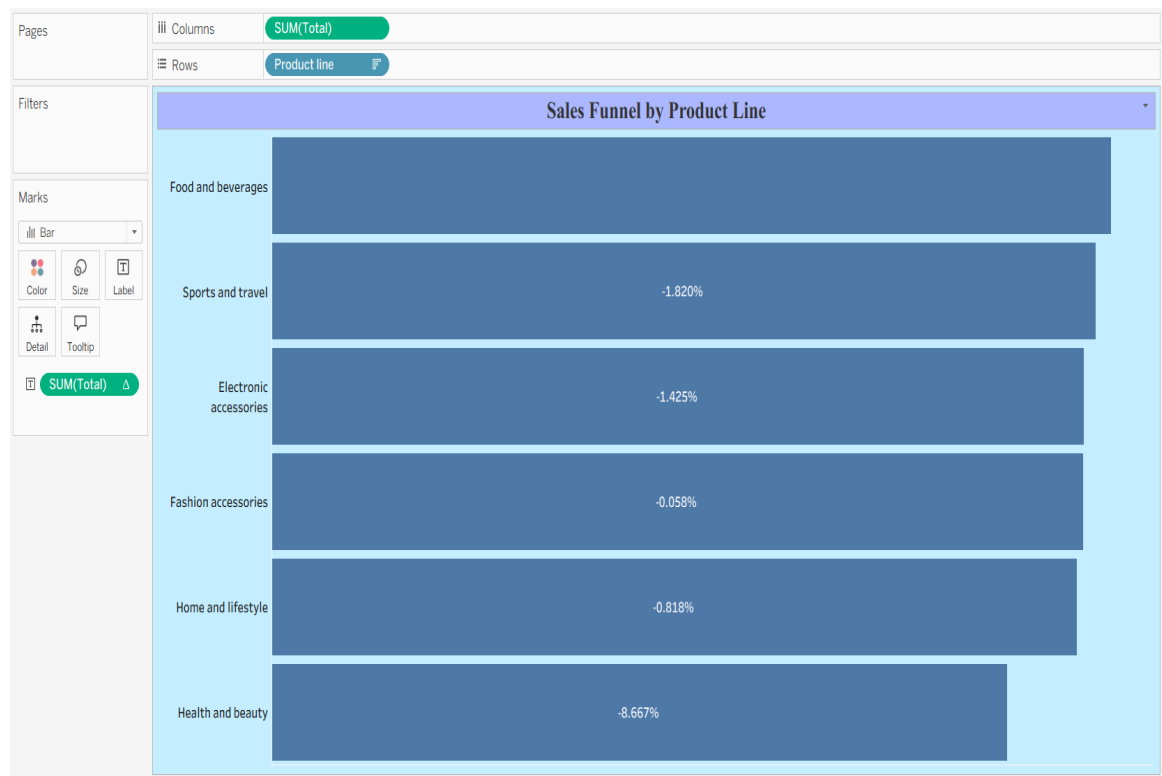 Pages
Columns
SUM(Total)
Rows
Product line
Filters
Sales Funnel by Product Line
Marks
Bar
Color
Size
Label
Detail
Tooltip
SUM(Total) Δ
Food and beverages
Sports and travel
-1.820%
Electronic
accessories
-1.425%
Fashion accessories
-0.058%
Home and lifestyle
-0.818%
Health and beauty
-8.667%